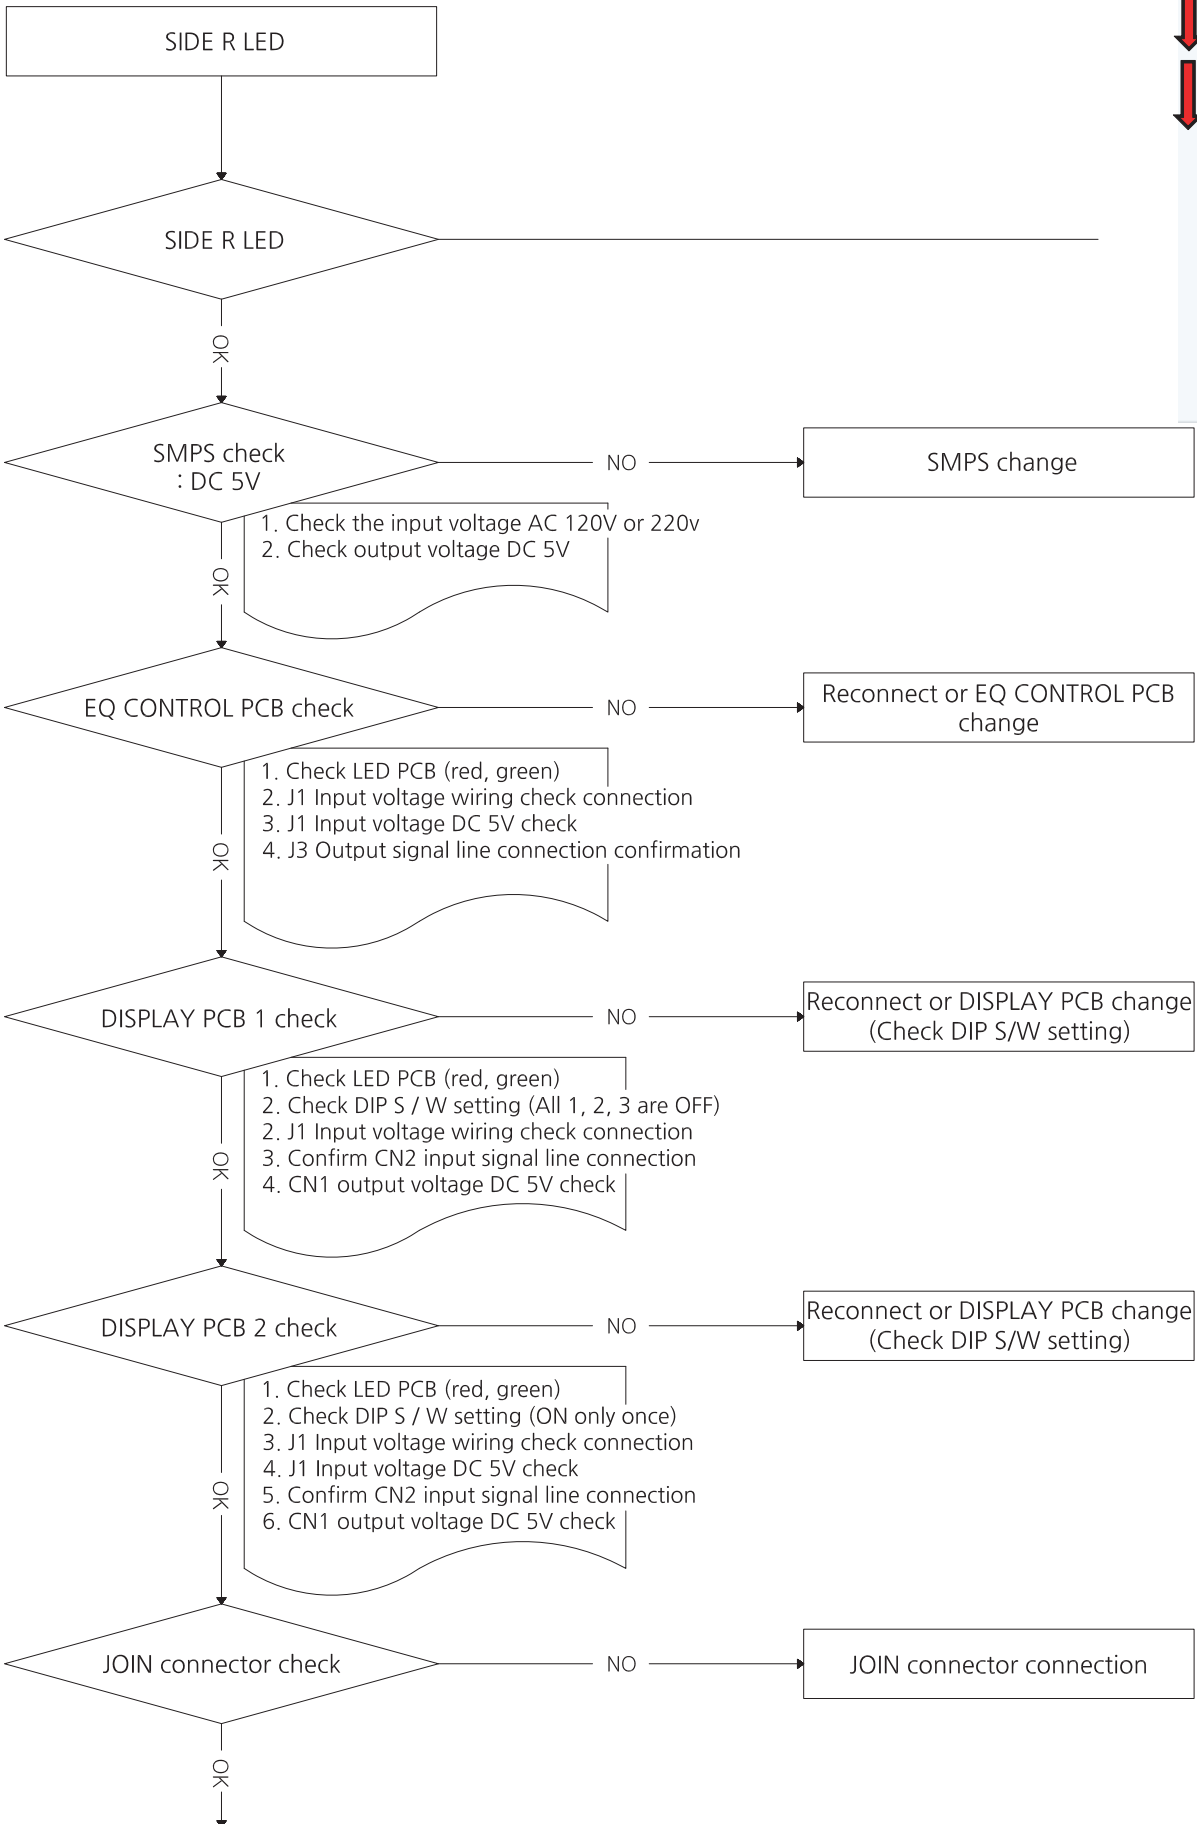 SIDE R LED
SIDE R LED
OK
SMPS check
: DC 5V
NO
SMPS change
1. Check the input voltage AC 120V or 220v
2. Check output voltage DC 5V
OK
EQ CONTROL PCB check
NO
Reconnect or EQ CONTROL PCB
change
1. Check LED PCB (red, green)
2. J1 Input voltage wiring check connection
3. J1 Input voltage DC 5V check
4. J3 Output signal line connection confirmation
OK
DISPLAY PCB 1 check
NO
Reconnect or DISPLAY PCB change
(Check DIP S/W setting)
1. Check LED PCB (red, green)
2. Check DIP S / W setting (All 1, 2, 3 are OFF)
2. J1 Input voltage wiring check connection
3. Confirm CN2 input signal line connection
4. CN1 output voltage DC 5V check
OK
DISPLAY PCB 2 check
NO
Reconnect or DISPLAY PCB change
(Check DIP S/W setting)
1. Check LED PCB (red, green)
2. Check DIP S / W setting (ON only once)
3. J1 Input voltage wiring check connection
4. J1 Input voltage DC 5V check
5. Confirm CN2 input signal line connection
6. CN1 output voltage DC 5V check
OK
JOIN connector check
NO
JOIN connector connection
OK